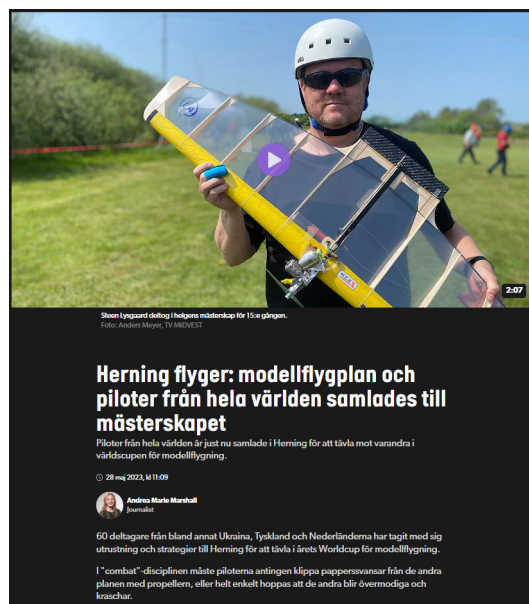 2:07
Steen Lysgaard deltog i helgens mästerskap för 15:e gången.
Foto: Anders Meyer, TV MIDTVEST
Herning flyger: modellflygplan och
piloter från hela världen samlades till
mästerskapet
Piloter från hela världen är just nu samlade i Herning för att tävla mot varandra i
världscupen för modellflygning.
28 maj 2023, kl 11:09
Andrea Marie Marshall
Journalist
60 deltagare från bland annat Ukraina, Tyskland och Nederländerna har tagit med sig
utrustning och strategier till Herning för att tävla i årets Worldcup för modellflygning.
I "combat"-disciplinen måste piloterna antingen klippa papperssvansar från de andra
planen med propellern, eller helt enkelt hoppas att de andra blir övermodiga och
kraschar.